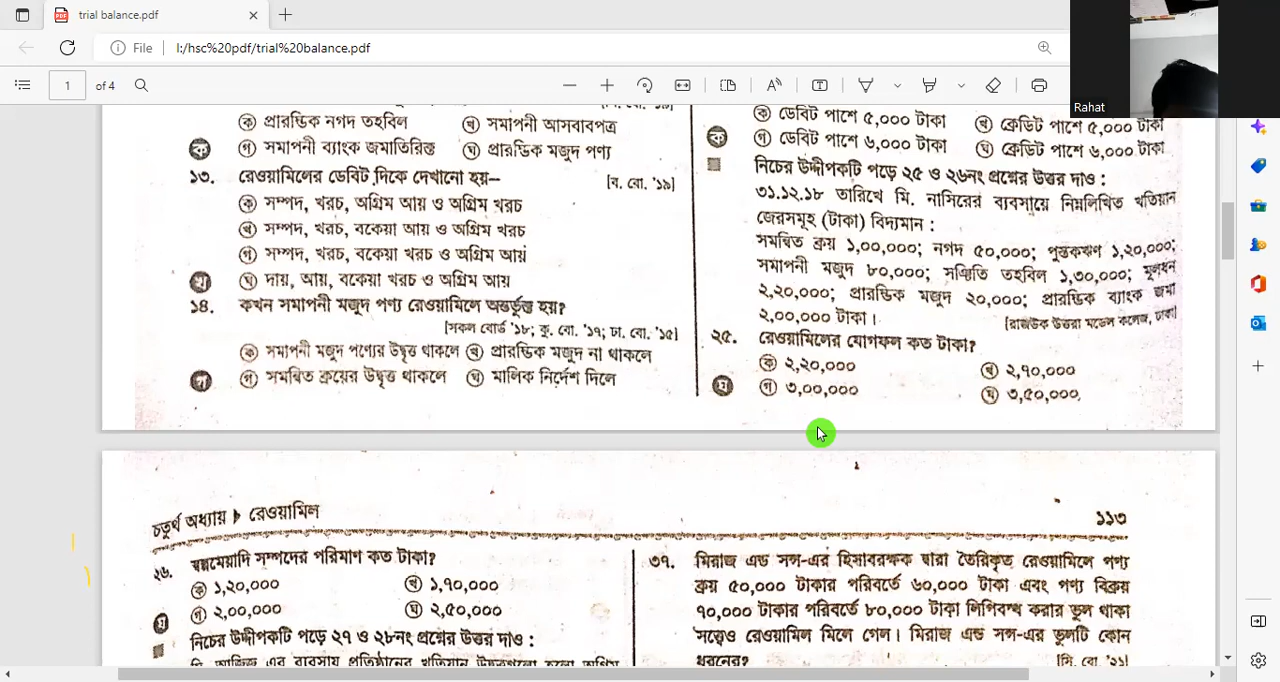 trial balance.pdf
File
I:/hsc%20pdf/trial%20balance.pdf
1 of 4
Rahat
ক প্রারম্ভিক নগদ তহবিল খ সমাপনী আসবাবপত্র
ক গ সমাপনী ব্যাংক জমাতিরিক্ত ঘ প্রারম্ভিক মজুদ পণ্য
১৩. রেওয়ামিলের ডেবিট দিকে দেখানো হয়—
[ব. বো. '১৯]
ক সম্পদ, খরচ, অগ্রিম আয় ও অগ্রিম খরচ
খ সম্পদ, খরচ, বকেয়া আয় ও অগ্রিম খরচ
গ সম্পদ, খরচ, বকেয়া খরচ ও অগ্রিম আয়
ঘ দায়, আয়, বকেয়া খরচ ও অগ্রিম আয়
১৪. কখন সমাপনী মজুদ পণ্য রেওয়ামিলে অন্তর্ভুক্ত হয়?
[সকল বোর্ড '১৮; কু. বো. '১৭; ঢা. বো. '১৫]
ক সমাপনী মজুদ পণ্যের উদ্বৃত্ত থাকলে খ প্রারম্ভিক মজুদ না থাকলে
গ গ সমন্বিত ক্রয়ের উদ্বৃত্ত থাকলে ঘ মালিক নির্দেশ দিলে
ক ডেবিট পাশে ৫,০০০ টাকা খ ক্রেডিট পাশে ৫,০০০ টাকা
ক গ ডেবিট পাশে ৬,০০০ টাকা ঘ ক্রেডিট পাশে ৬,০০০ টাকা
নিচের উদ্দীপকটি পড়ে ২৫ ও ২৬নং প্রশ্নের উত্তর দাও :
৩১.১২.১৮ তারিখে মি. নাসিরের ব্যবসায়ে নিম্নলিখিত খতিয়ান
জেরসমূহ (টাকা) বিদ্যমান :
সমন্বিত ক্রয় ১,০০,০০০; নগদ ৫০,০০০; পুস্তকঋণ ১,২০,০০০;
সমাপনী মজুদ ৮০,০০০; সঞ্চিতি তহবিল ১,৩০,০০০; মূলধন
২,২০,০০০; প্রারম্ভিক মজুদ ২০,০০০; প্রারম্ভিক ব্যাংক জমা
২,০০,০০০ টাকা।
[রাজউক উত্তরা মডেল কলেজ, ঢাকা]
২৫. রেওয়ামিলের যোগফল কত টাকা?
ক ২,২০,০০০ খ ২,৭০,০০০
ঘ গ ৩,০০,০০০ ঘ ৩,৫০,০০০
চতুর্থ অধ্যায় রেওয়ামিল ১১৩
২৬. স্বল্পমেয়াদি সম্পদের পরিমাণ কত টাকা?
ক ১,২০,০০০ খ ১,৭০,০০০
ঘ গ ২,০০,০০০ ঘ ২,৫০,০০০
নিচের উদ্দীপকটি পড়ে ২৭ ও ২৮নং প্রশ্নের উত্তর দাও :
৩৭. মিরাজ এন্ড সন্স-এর হিসাবরক্ষক দ্বারা তৈরিকৃত রেওয়ামিলে পণ্য
ক্রয় ৫০,০০০ টাকার পরিবর্তে ৬০,০০০ টাকা এবং পণ্য বিক্রয়
৭০,০০০ টাকার পরিবর্তে ৮০,০০০ টাকা লিপিবদ্ধ করার ভুল থাকা
সত্ত্বেও রেওয়ামিল মিলে গেল। মিরাজ এন্ড সন্স-এর ভুলটি কোন
ধরনের? [সি. বো. '২১]